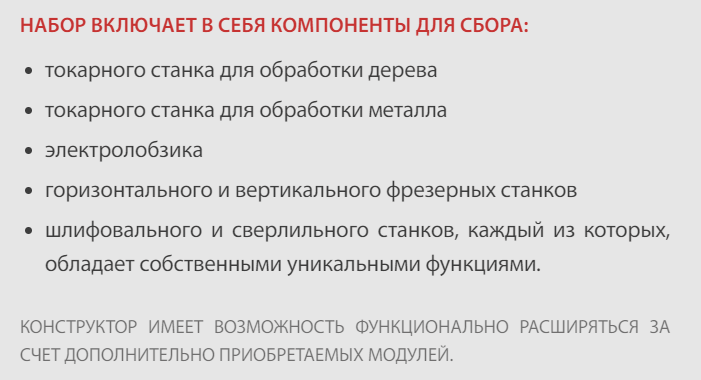 НАБОР ВКЛЮЧАЕТ В СЕБЯ КОМПОНЕНТЫ ДЛЯ СБОРА:
• токарного станка для обработки дерева
• токарного станка для обработки металла
• электролобзика
• горизонтального и вертикального фрезерных станков
• шлифовального и сверлильного станков, каждый из которых,
обладает собственными уникальными функциями.
КОНСТРУКТОР ИМЕЕТ ВОЗМОЖНОСТЬ ФУНКЦИОНАЛЬНО РАСШИРЯТЬСЯ ЗА
СЧЕТ ДОПОЛНИТЕЛЬНО ПРИОБРЕТАЕМЫХ МОДУЛЕЙ.